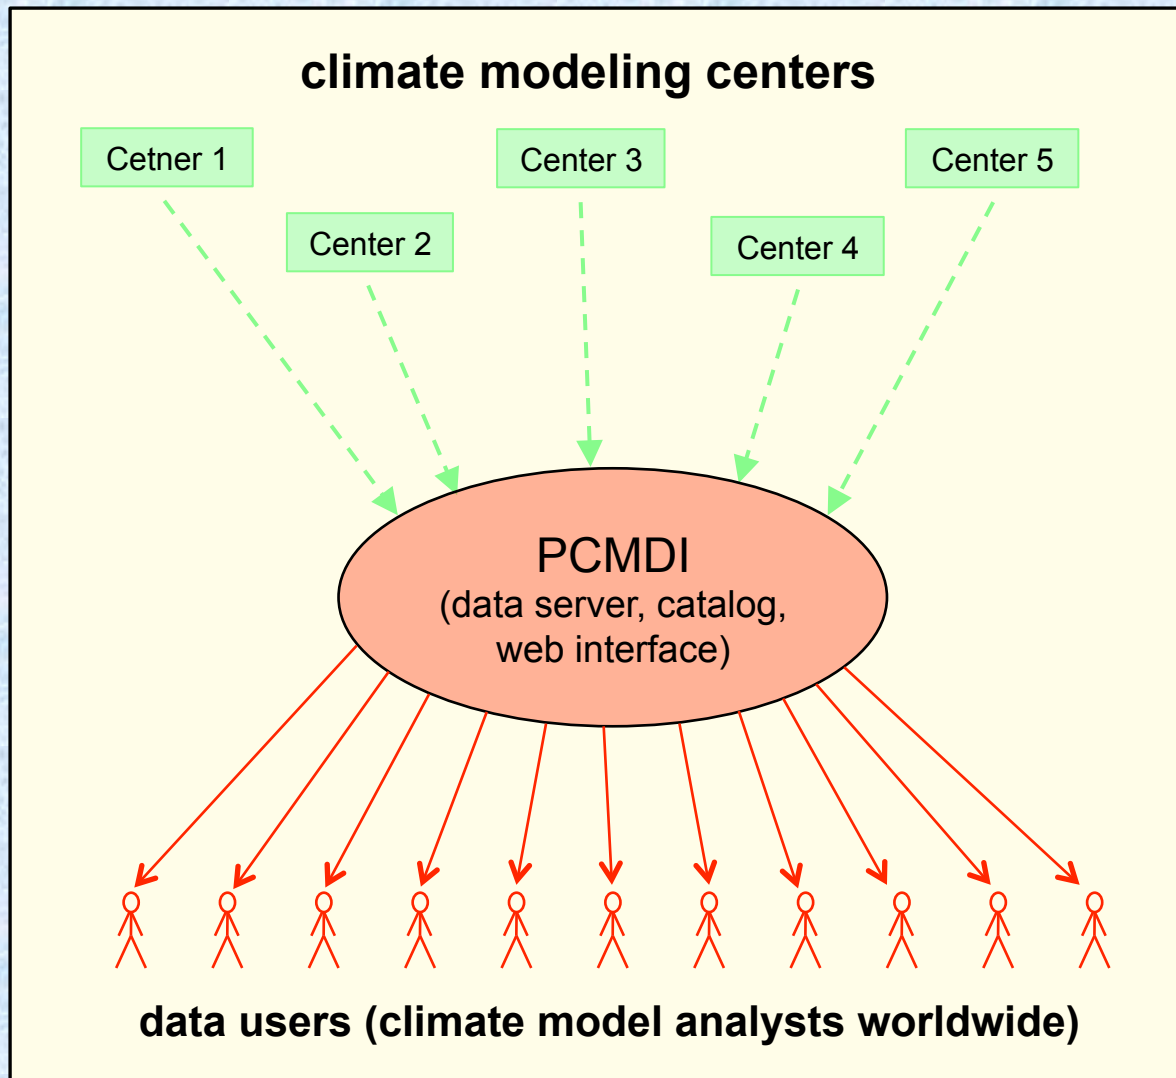 climate modeling centers
Cetner 1
Center 3
Center 5
Center 2
Center 4
PCMDI
(data server, catalog,
web interface)
data users (climate model analysts worldwide)